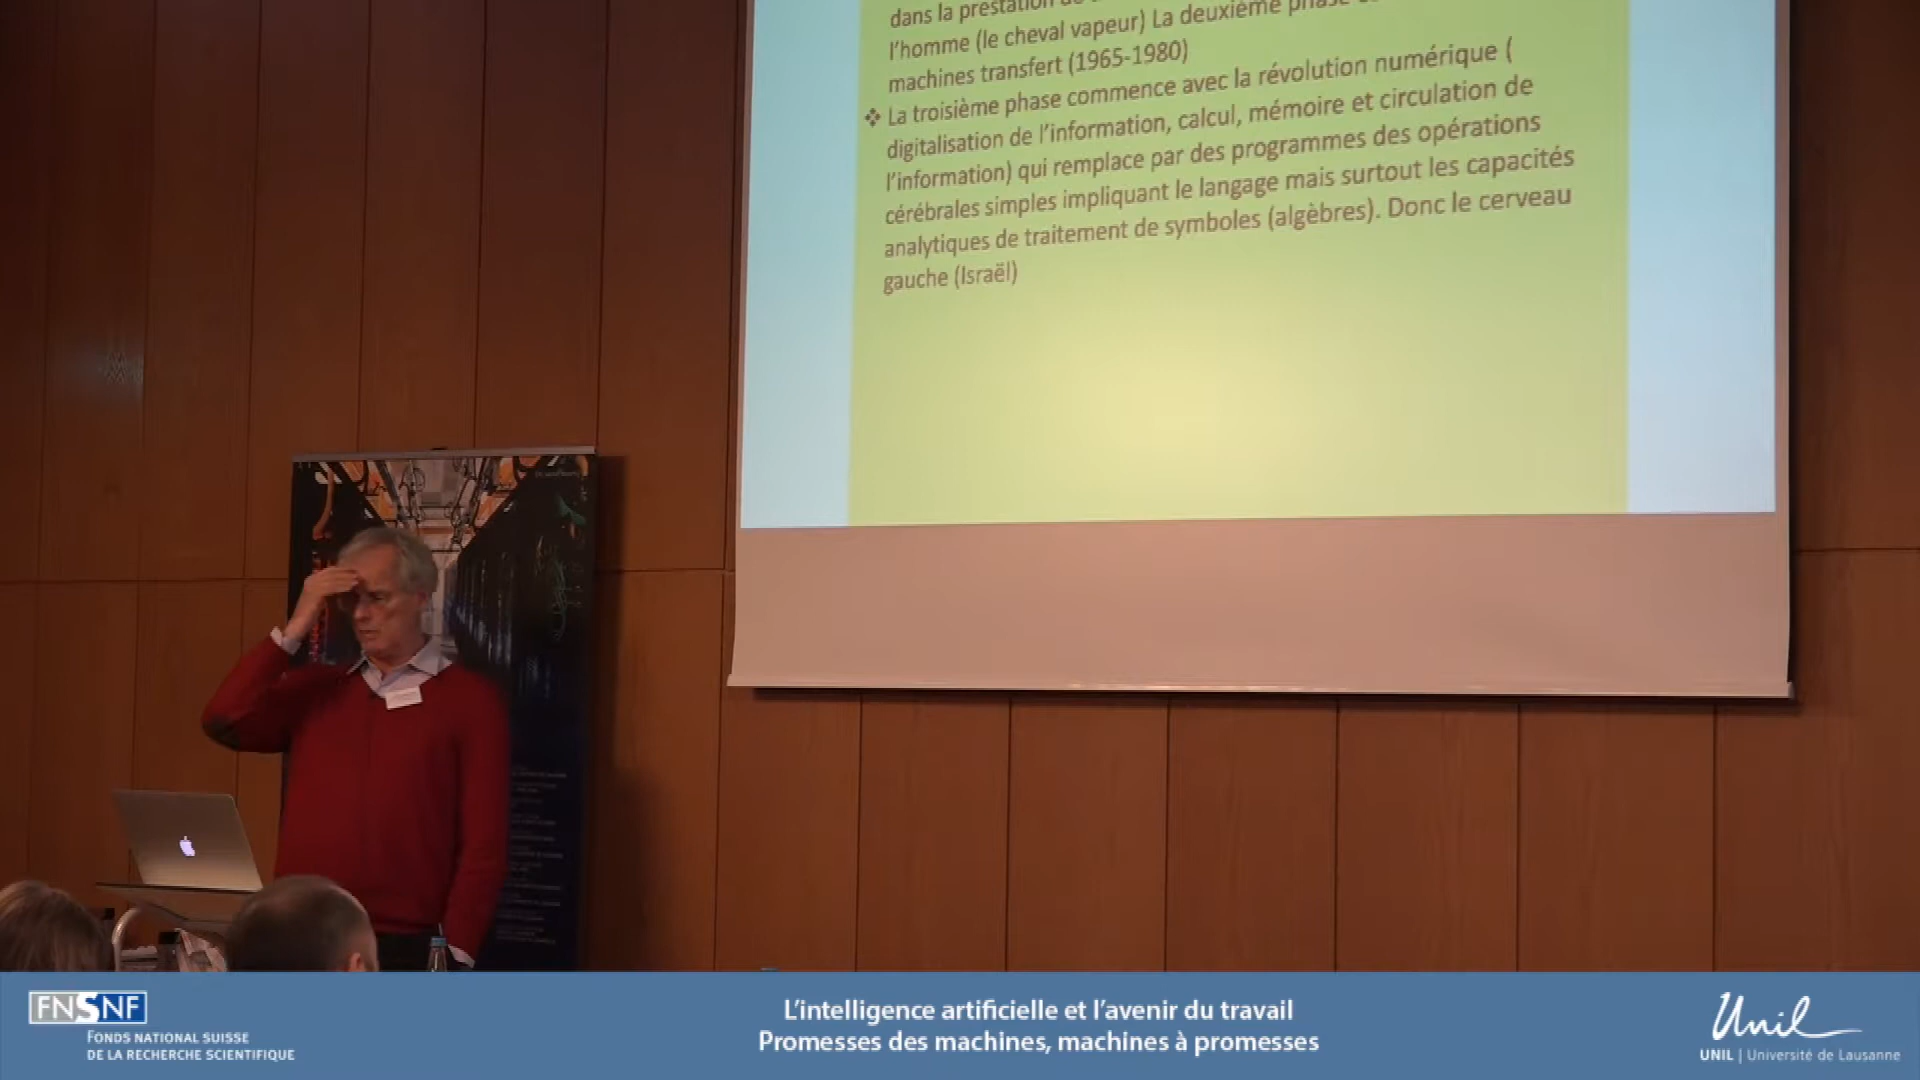 dans la prestation
l'homme (le cheval vapeur) La deuxième phase
machines transfert (1965-1980)
❖ La troisième phase commence avec la révolution numérique (
digitalisation de l'information, calcul, mémoire et circulation de
l'information) qui remplace par des programmes des opérations
cérébrales simples impliquant le langage mais surtout les capacités
analytiques de traitement de symboles (algèbres). Donc le cerveau
gauche (Israël)
FNSNF
FONDS NATIONAL SUISSE
DE LA RECHERCHE SCIENTIFIQUE
L'intelligence artificielle et l'avenir du travail
Promesses des machines, machines à promesses
Unil
UNIL | Université de Lausanne